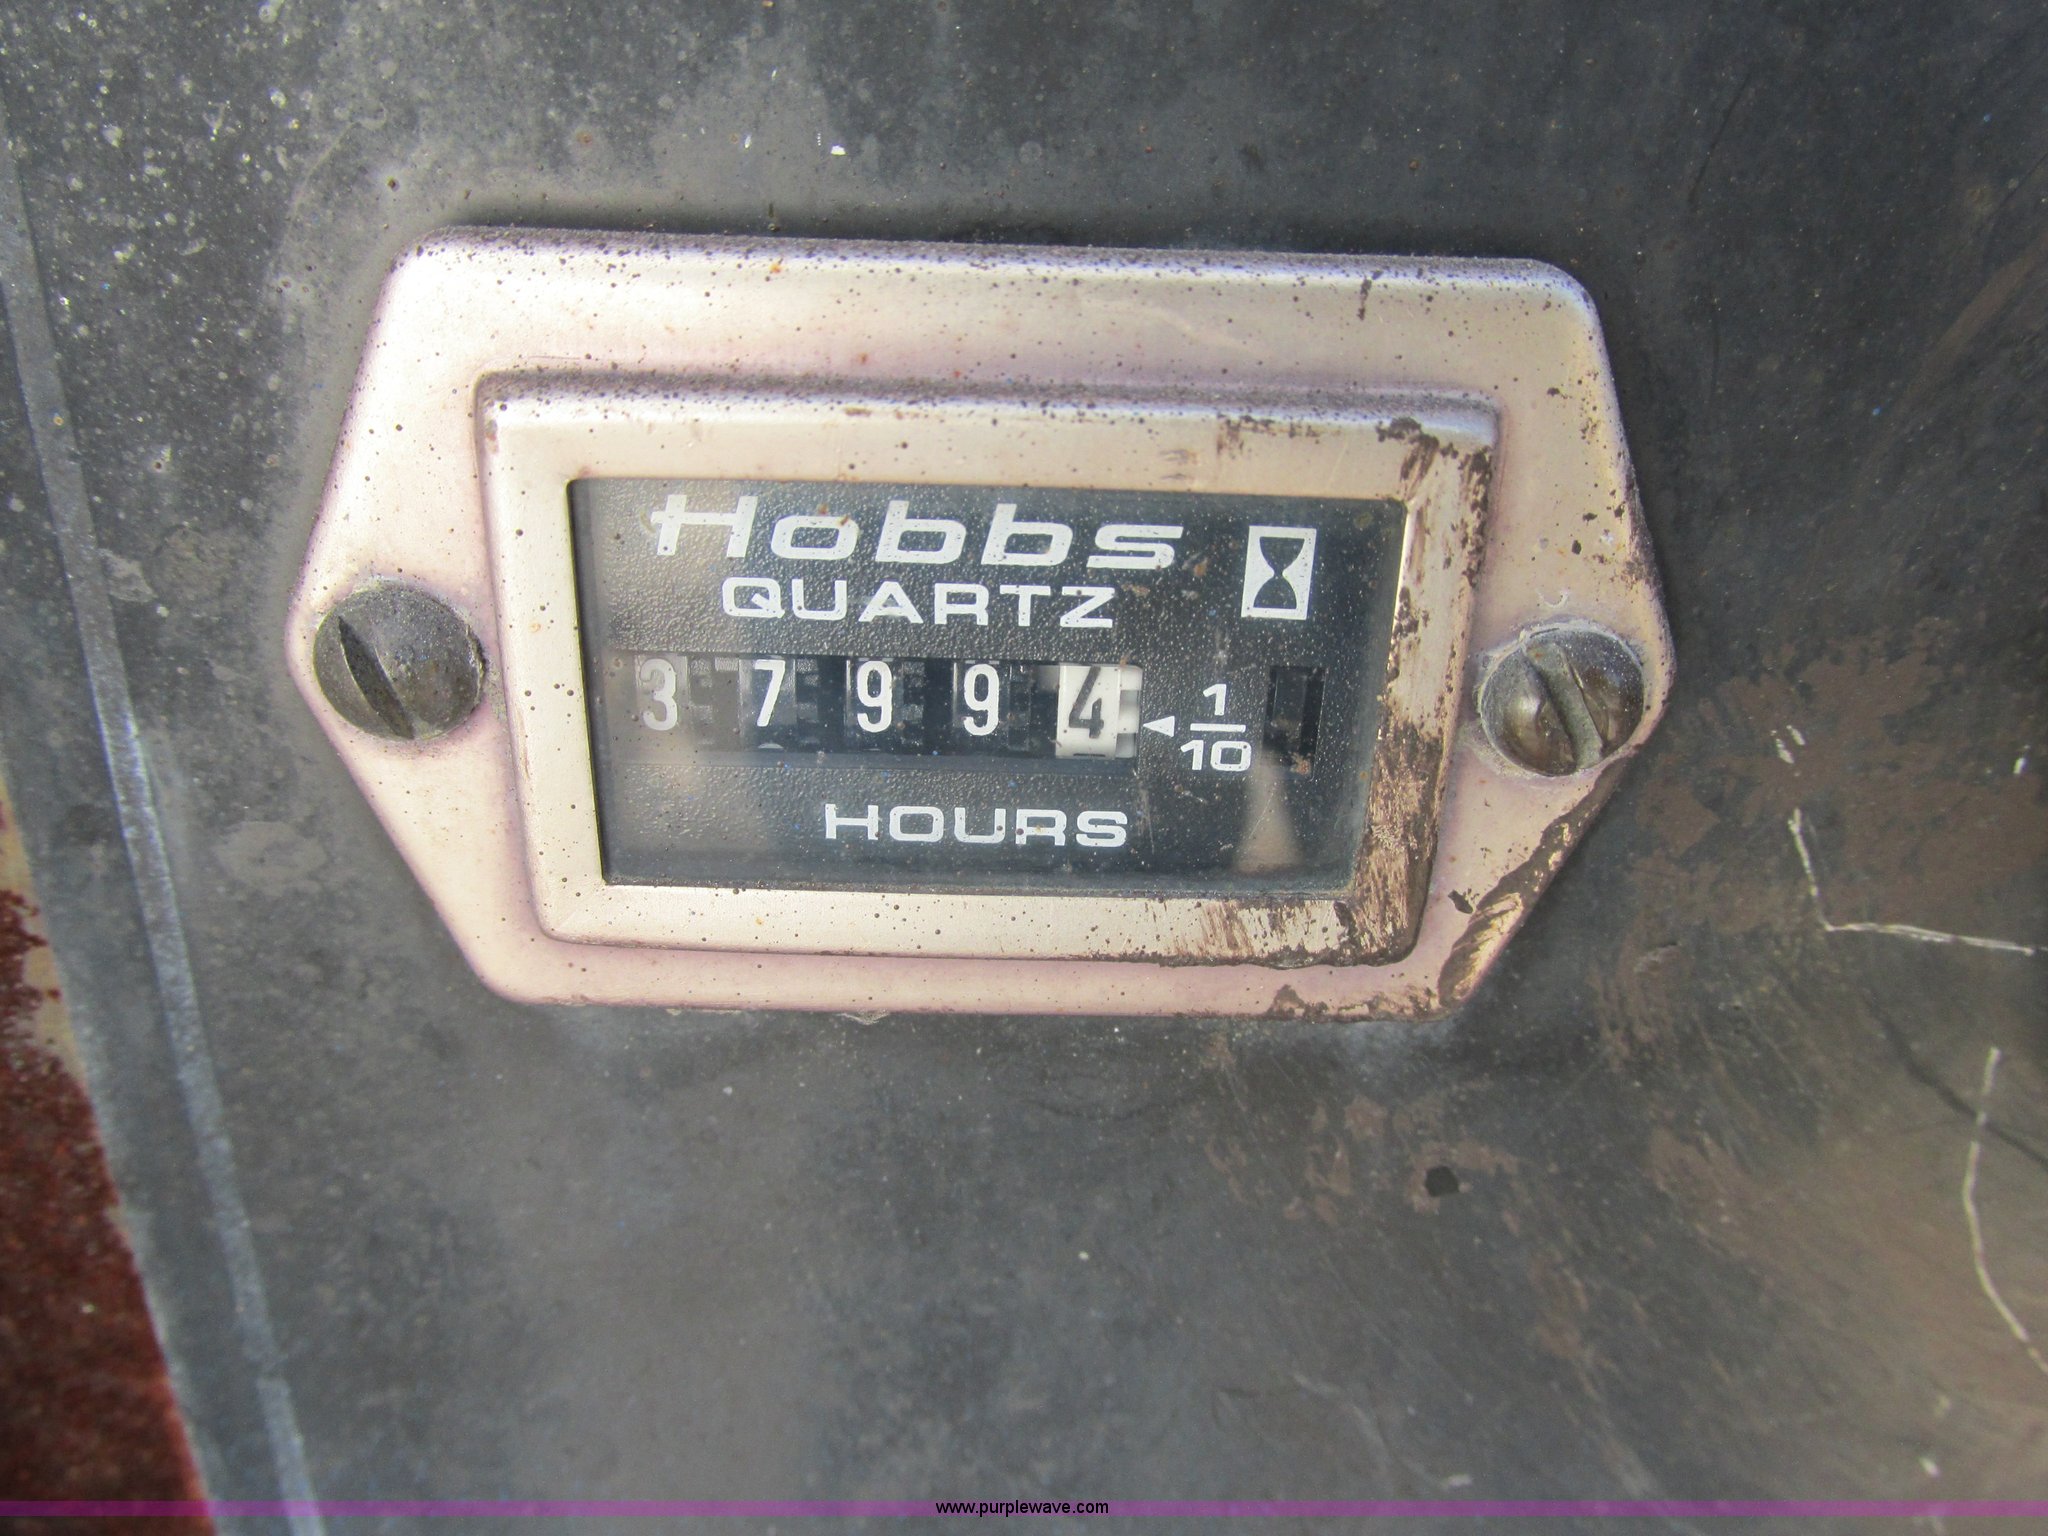 Hobbs
QUARTZ
3 7 9 9 4 ◄ 1/10
HOURS
www.purplewave.com